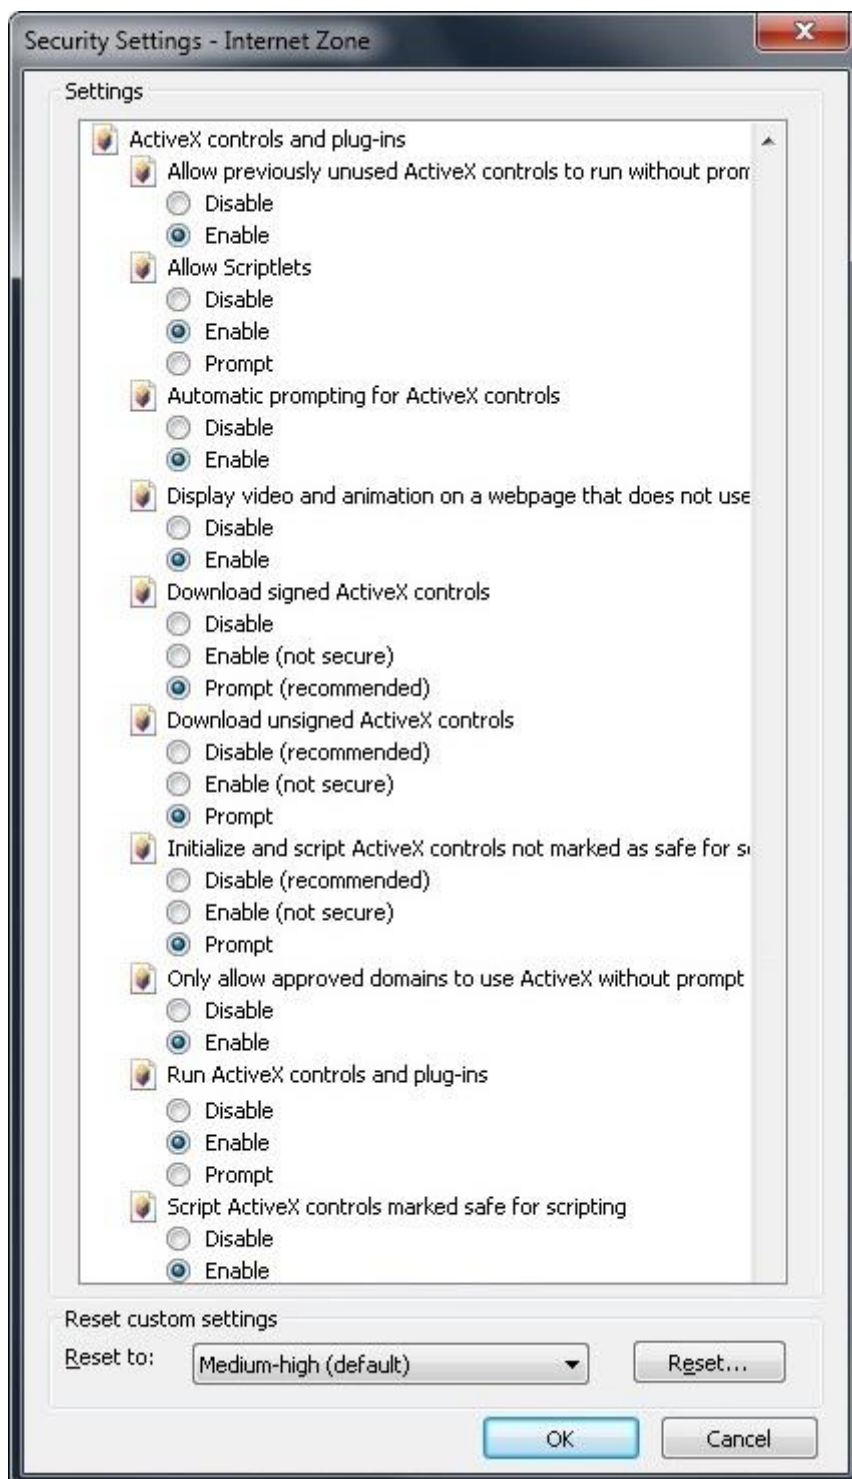 Security Settings - Internet Zone
Settings
ActiveX controls and plug-ins
Allow previously unused ActiveX controls to run without prom
Disable
Enable
Allow Scriptlets
Disable
Enable
Prompt
Automatic prompting for ActiveX controls
Disable
Enable
Display video and animation on a webpage that does not use
Disable
Enable
Download signed ActiveX controls
Disable
Enable (not secure)
Prompt (recommended)
Download unsigned ActiveX controls
Disable (recommended)
Enable (not secure)
Prompt
Initialize and script ActiveX controls not marked as safe for s
Disable (recommended)
Enable (not secure)
Prompt
Only allow approved domains to use ActiveX without prompt
Disable
Enable
Run ActiveX controls and plug-ins
Disable
Enable
Prompt
Script ActiveX controls marked safe for scripting
Disable
Enable
Reset custom settings
Reset to: Medium-high (default) Reset...
OK Cancel